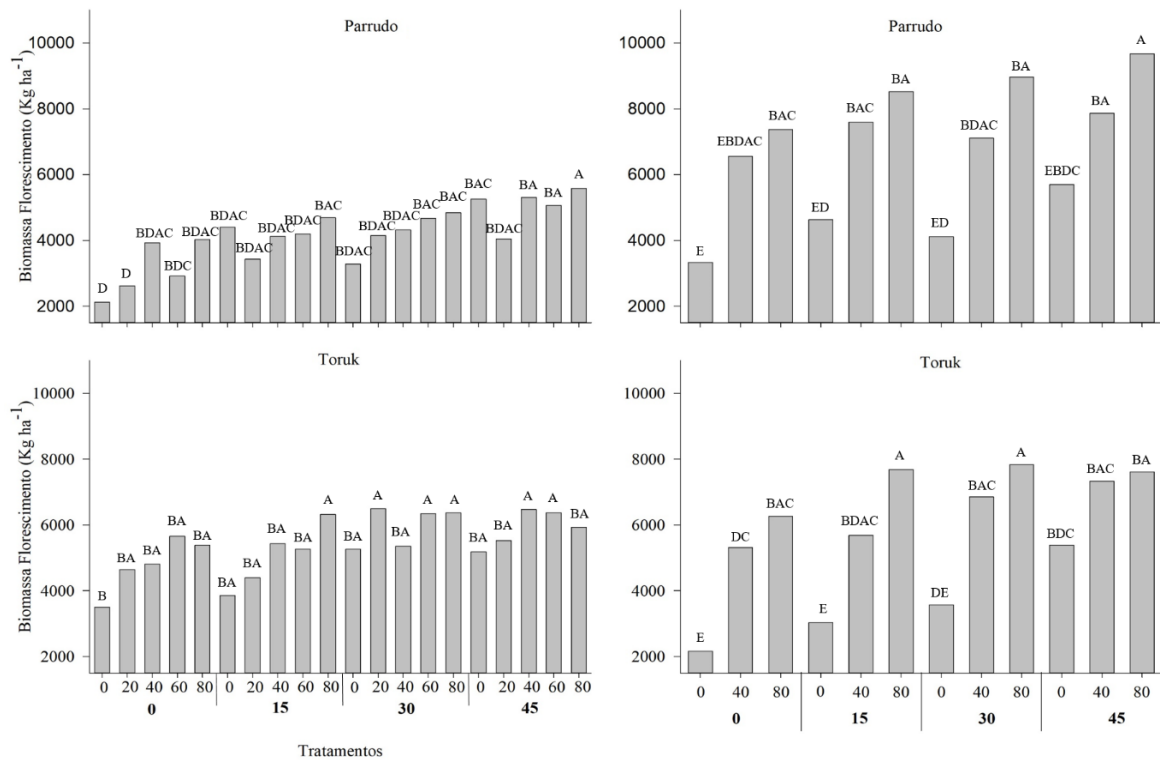 Parrudo
Biomassa Florescimento (Kg ha-1)
10000
8000
6000
4000
2000
D D BDAC BDC BDAC BDAC BDAC BDAC BDAC BAC BDAC BDAC BDAC BAC BAC BAC BDAC BA BA A
Parrudo
10000
8000
6000
4000
2000
E EBDAC BAC ED BAC BA ED BDAC BA EBDC BA A
Toruk
Biomassa Florescimento (Kg ha-1)
10000
8000
6000
4000
2000
B BA BA BA BA BA BA BA BA A BA A BA A A BA BA A A BA
0 20 40 60 80 0 20 40 60 80 0 20 40 60 80 0 20 40 60 80
0 15 30 45
Tratamentos
Toruk
10000
8000
6000
4000
2000
E DC BAC E BDAC A DE BAC A BDC BAC BA
0 40 80 0 40 80 0 40 80 0 40 80
0 15 30 45